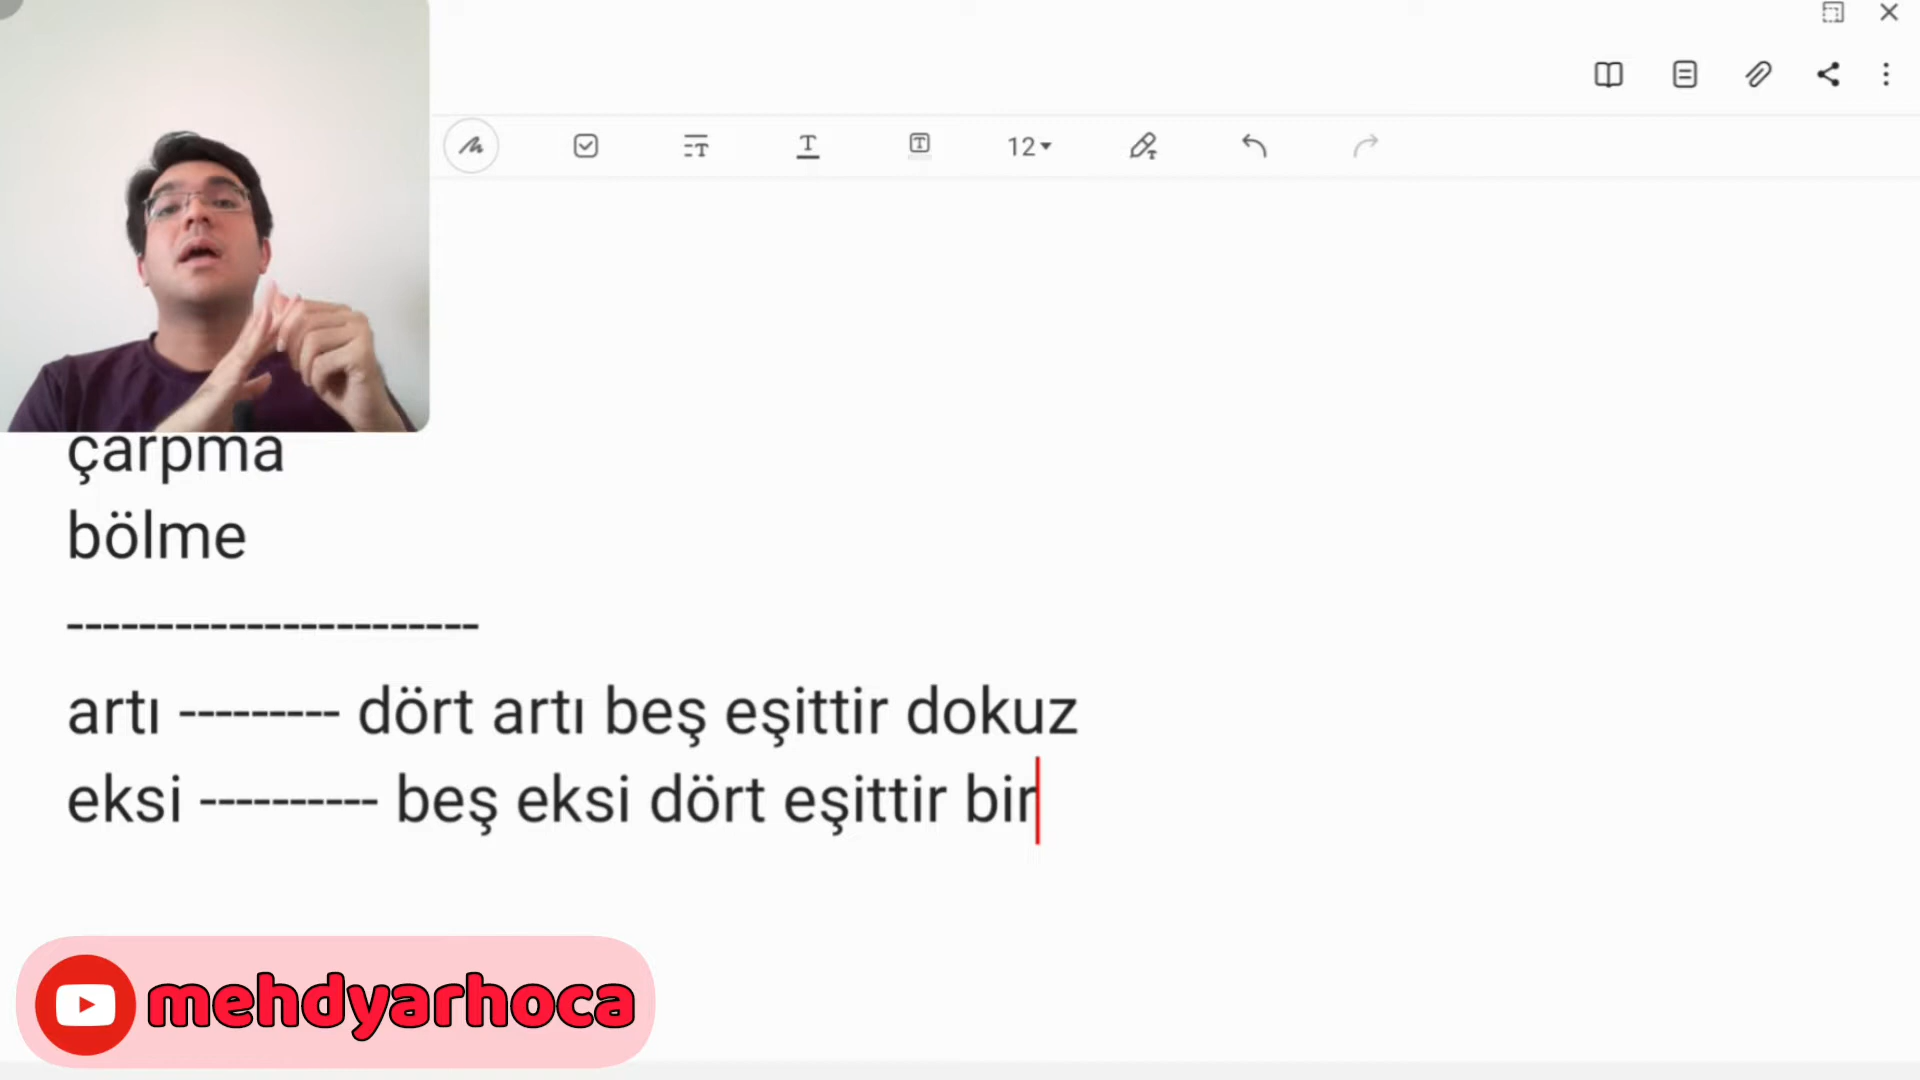 12
çarpma
bölme
-----------------------
artı --------- dört artı beş eşittir dokuz
eksi ---------- beş eksi dört eşittir bir
mehdyarhoca